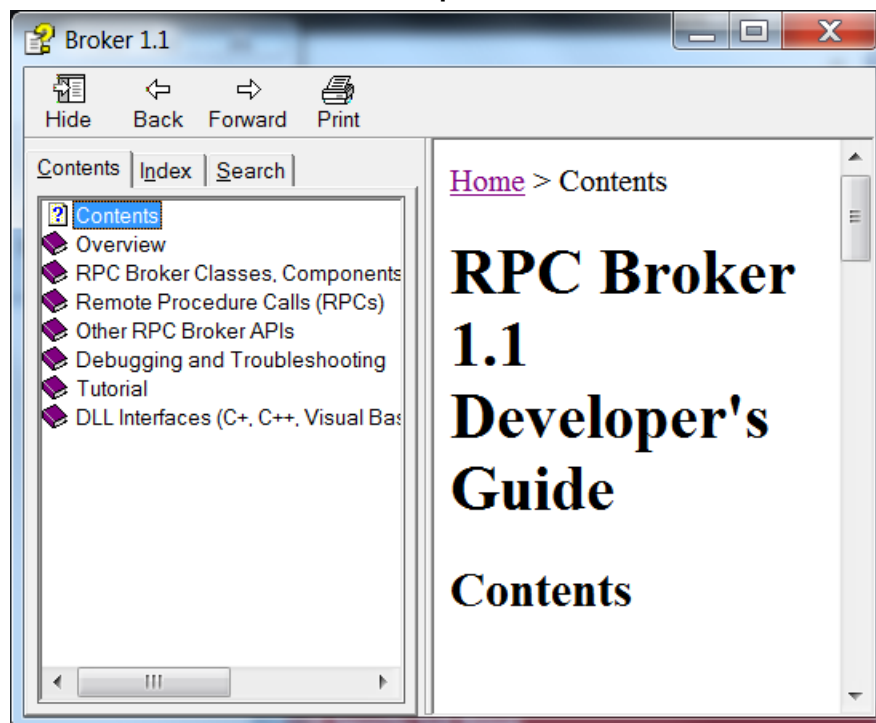 Broker 1.1
Hide Back Forward Print
Contents Index Search
Contents
Overview
RPC Broker Classes, Components
Remote Procedure Calls (RPCs)
Other RPC Broker APIs
Debugging and Troubleshooting
Tutorial
DLL Interfaces (C+, C++, Visual Bas
Home > Contents
RPC Broker
1.1
Developer's
Guide
Contents